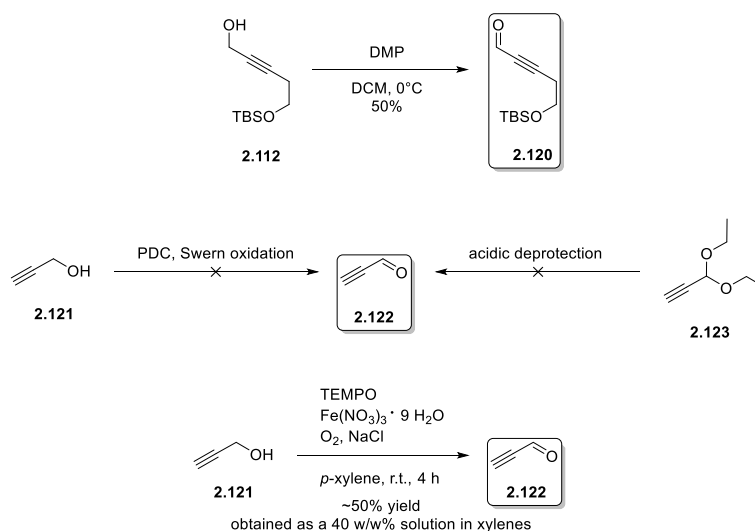 OH
DMP
DCM, 0°C
50%
TBSO
2.112
O
TBSO
2.120
OH
2.121
PDC, Swern oxidation
O
2.122
acidic deprotection
O
O
2.123
OH
2.121
TEMPO
Fe(NO3)3 · 9 H2O
O2, NaCl
p-xylene, r.t., 4 h
~50% yield
obtained as a 40 w/w% solution in xylenes
O
2.122